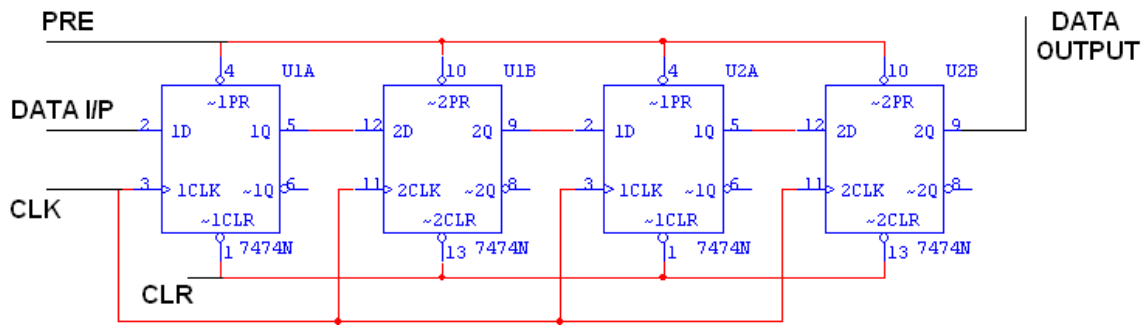 PRE
DATA
OUTPUT
4 U1A
10 U1B
4 U2A
10 U2B
~1PR
~2PR
~1PR
~2PR
DATA I/P
2 1D 1Q 5
12 2D 2Q 9
2 1D 1Q 5
12 2D 2Q 9
CLK
3 1CLK ~1Q 6
11 2CLK ~2Q 8
3 1CLK ~1Q 6
11 2CLK ~2Q 8
~1CLR
~2CLR
~1CLR
~2CLR
1 7474N
13 7474N
1 7474N
13 7474N
CLR